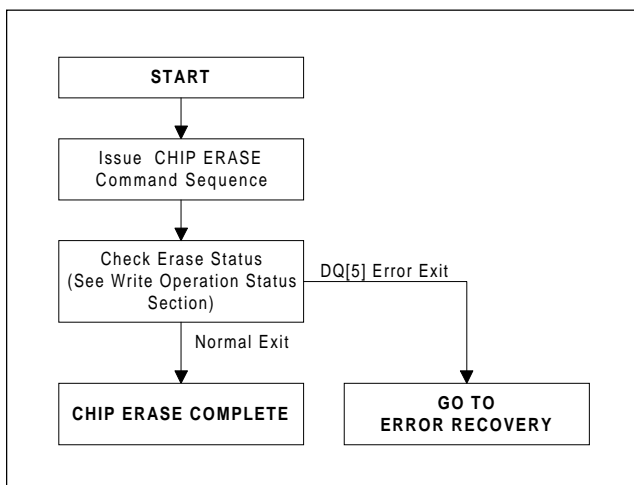 START
Issue CHIP ERASE
Command Sequence
Check Erase Status
(See Write Operation Status
Section)
DQ[5] Error Exit
Normal Exit
CHIP ERASE COMPLETE
GO TO
ERROR RECOVERY